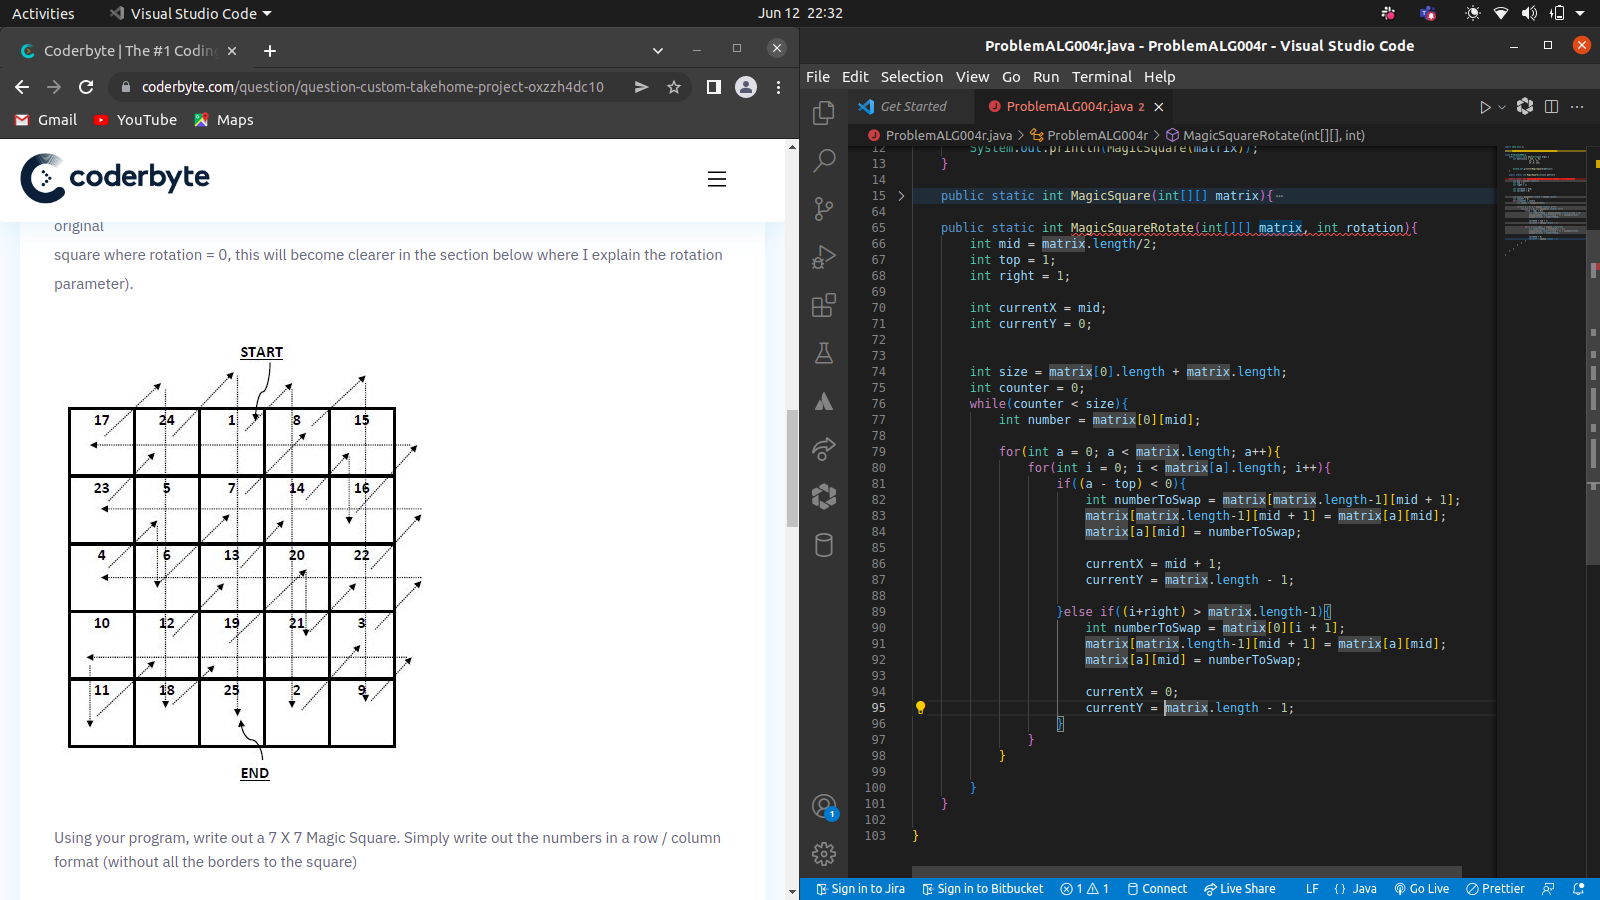 Activities
Visual Studio Code
Jun 12 22:32
Coderbyte | The #1 Codin
coderbyte.com/question/question-custom-takehome-project-oxzzh4dc10
Gmail
YouTube
Maps
coderbyte
original
square where rotation = 0, this will become clearer in the section below where I explain the rotation
parameter).
START
17 24 1 8 15
23 5 7 14 16
4 6 13 20 22
10 12 19 21 3
11 18 25 2 9
END
Using your program, write out a 7 X 7 Magic Square. Simply write out the numbers in a row / column
format (without all the borders to the square)
ProblemALG004r.java - ProblemALG004r - Visual Studio Code
File Edit Selection View Go Run Terminal Help
Get Started
ProblemALG004r.java 2
ProblemALG004r.java > ProblemALG004r > MagicSquareRotate(int[][], int)
12 System.out.println(MagicSquare(matrix));
13 }
14
15 public static int MagicSquare(int[][] matrix){⋯
64
65 public static int MagicSquareRotate(int[][] matrix, int rotation){
66 int mid = matrix.length/2;
67 int top = 1;
68 int right = 1;
69
70 int currentX = mid;
71 int currentY = 0;
72
73
74 int size = matrix[0].length + matrix.length;
75 int counter = 0;
76 while(counter < size){
77 int number = matrix[0][mid];
78
79 for(int a = 0; a < matrix.length; a++){
80 for(int i = 0; i < matrix[a].length; i++){
81 if((a - top) < 0){
82 int numberToSwap = matrix[matrix.length-1][mid + 1];
83 matrix[matrix.length-1][mid + 1] = matrix[a][mid];
84 matrix[a][mid] = numberToSwap;
85
86 currentX = mid + 1;
87 currentY = matrix.length - 1;
88
89 }else if((i+right) > matrix.length-1){
90 int numberToSwap = matrix[0][i + 1];
91 matrix[matrix.length-1][mid + 1] = matrix[a][mid];
92 matrix[a][mid] = numberToSwap;
93
94 currentX = 0;
95 currentY = matrix.length - 1;
96 }
97 }
98 }
99
100 }
101 }
102
103 }
1
Sign in to Jira
Sign in to Bitbucket
1 1
Connect
Live Share
LF
{ } Java
Go Live
Prettier